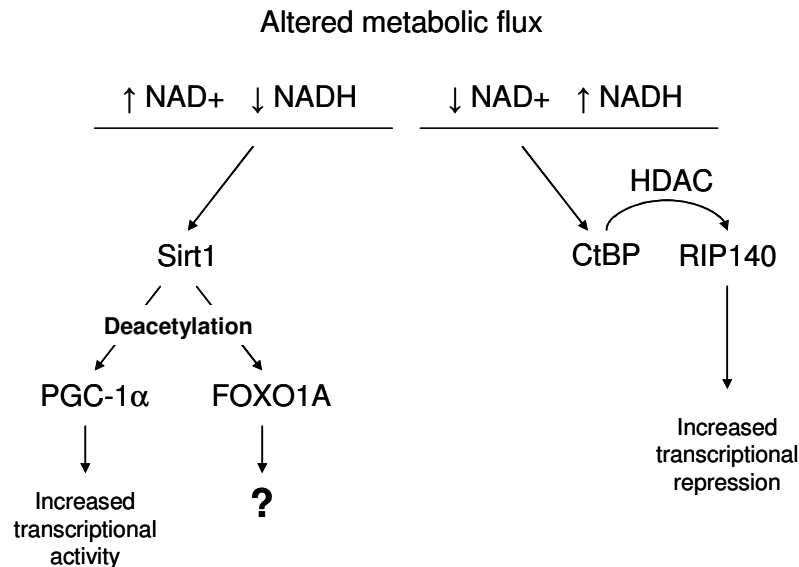 Altered metabolic flux
↑ NAD+ ↓ NADH
↓ NAD+ ↑ NADH
HDAC
Sirt1
CtBP
RIP140
Deacetylation
PGC-1α
FOXO1A
Increased
transcriptional
activity
?
Increased
transcriptional
repression